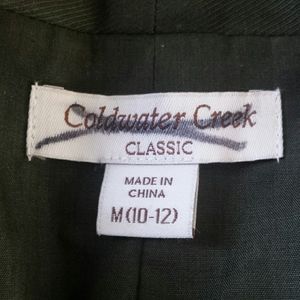 Coldwater Creek
CLASSIC
MADE IN
CHINA
M(10-12)